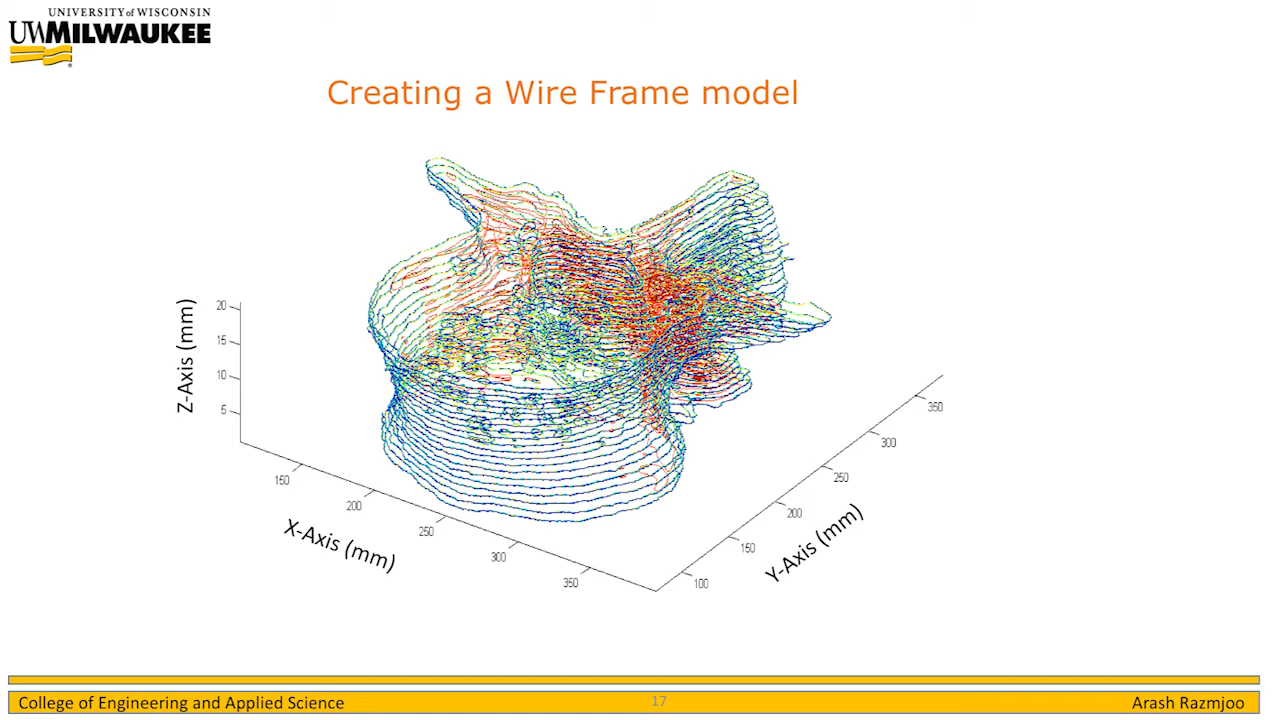 UNIVERSITY of WISCONSIN
UWMILWAUKEE
Creating a Wire Frame model
20
15
10
5
Z-Axis (mm)
150
200
250
300
350
X-Axis (mm)
350
300
250
200
150
100
Y-Axis (mm)
College of Engineering and Applied Science
17
Arash Razmjoo